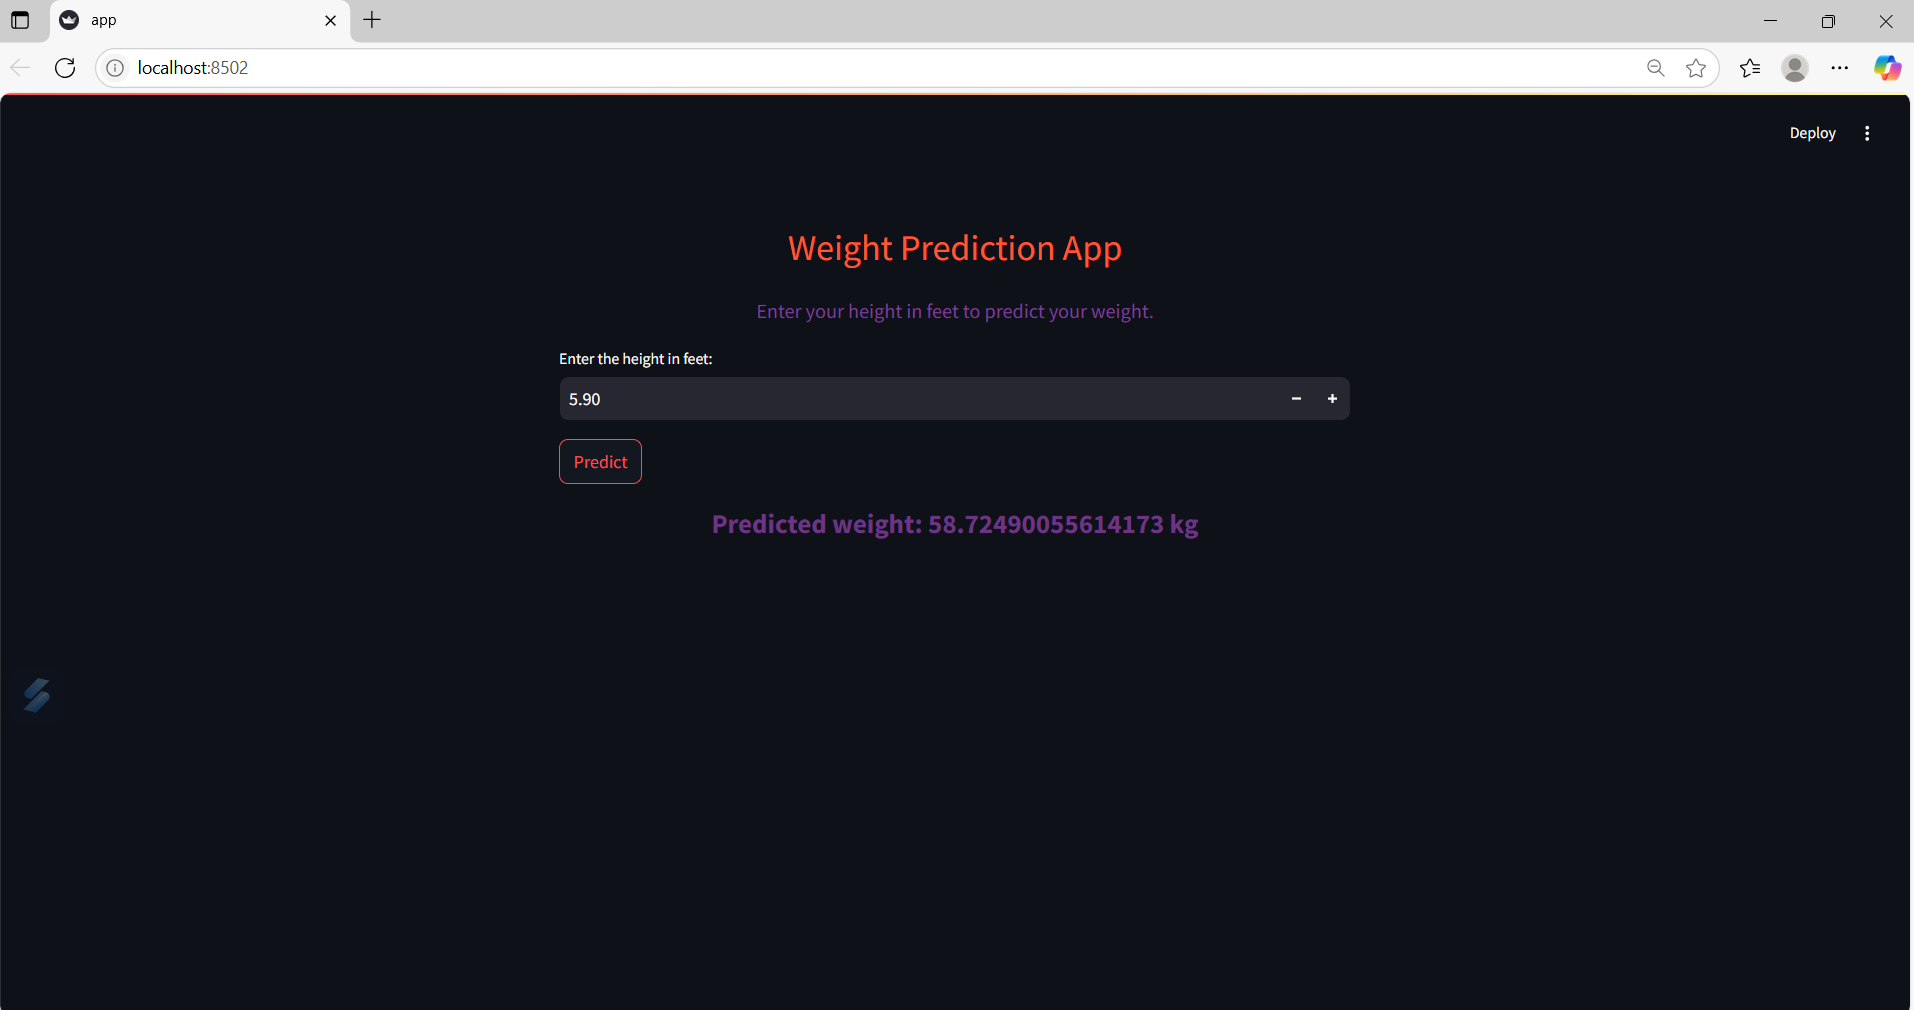 app
localhost:8502
Deploy
Weight Prediction App
Enter your height in feet to predict your weight.
Enter the height in feet:
5.90
Predict
Predicted weight: 58.72490055614173 kg